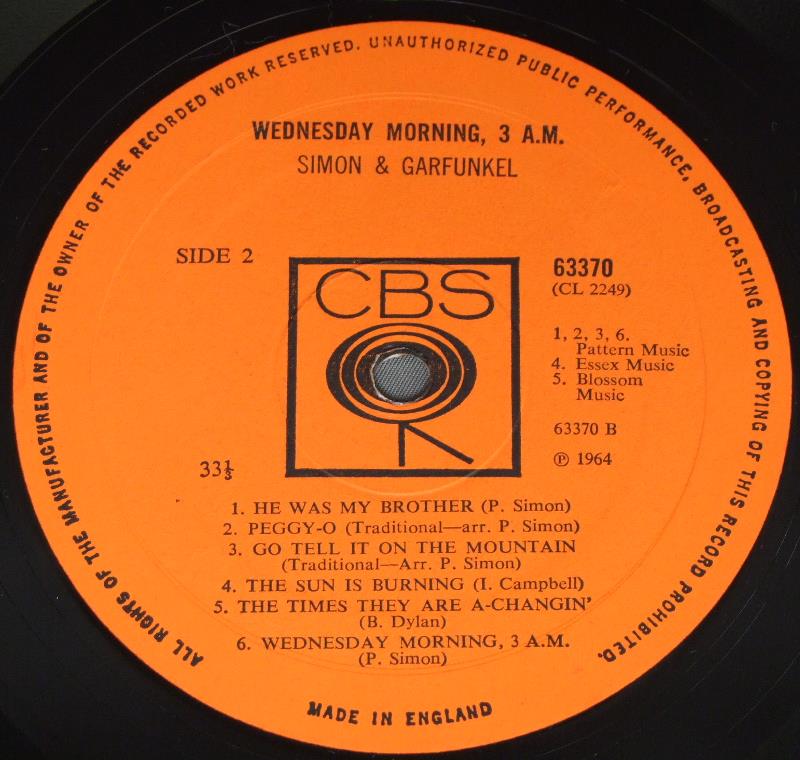 ALL RIGHTS OF THE MANUFACTURER AND OF THE OWNER OF THE RECORDED WORK RESERVED. UNAUTHORIZED PUBLIC PERFORMANCE, BROADCASTING AND COPYING OF THIS RECORD PROHIBITED.
WEDNESDAY MORNING, 3 A.M.
SIMON & GARFUNKEL
SIDE 2
CBS
63370
(CL 2249)
1, 2, 3, 6.
Pattern Music
4. Essex Music
5. Blossom
Music
63370 B
℗ 1964
33⅓
1. HE WAS MY BROTHER (P. Simon)
2. PEGGY-O (Traditional—arr. P. Simon)
3. GO TELL IT ON THE MOUNTAIN
(Traditional—Arr. P. Simon)
4. THE SUN IS BURNING (I. Campbell)
5. THE TIMES THEY ARE A-CHANGIN'
(B. Dylan)
6. WEDNESDAY MORNING, 3 A.M.
(P. Simon)
MADE IN ENGLAND